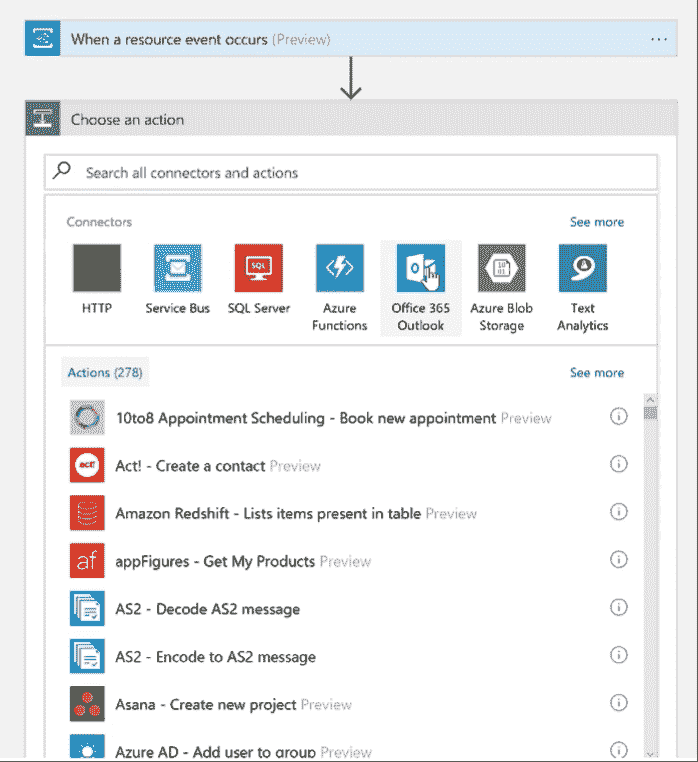 When a resource event occurs (Preview)
...
Choose an action
Search all connectors and actions
Connectors
See more
HTTP
Service Bus
SQL
SQL Server
Azure
Functions
Office 365
Outlook
Azure Blob
Storage
Text
Analytics
Actions (278)
See more
10to8 Appointment Scheduling - Book new appointment Preview
act!
Act! - Create a contact Preview
Amazon Redshift - Lists items present in table Preview
af
appFigures - Get My Products Preview
AS2 - Decode AS2 message
AS2 - Encode to AS2 message
Asana - Create new project Preview
Azure AD - Add user to group Preview